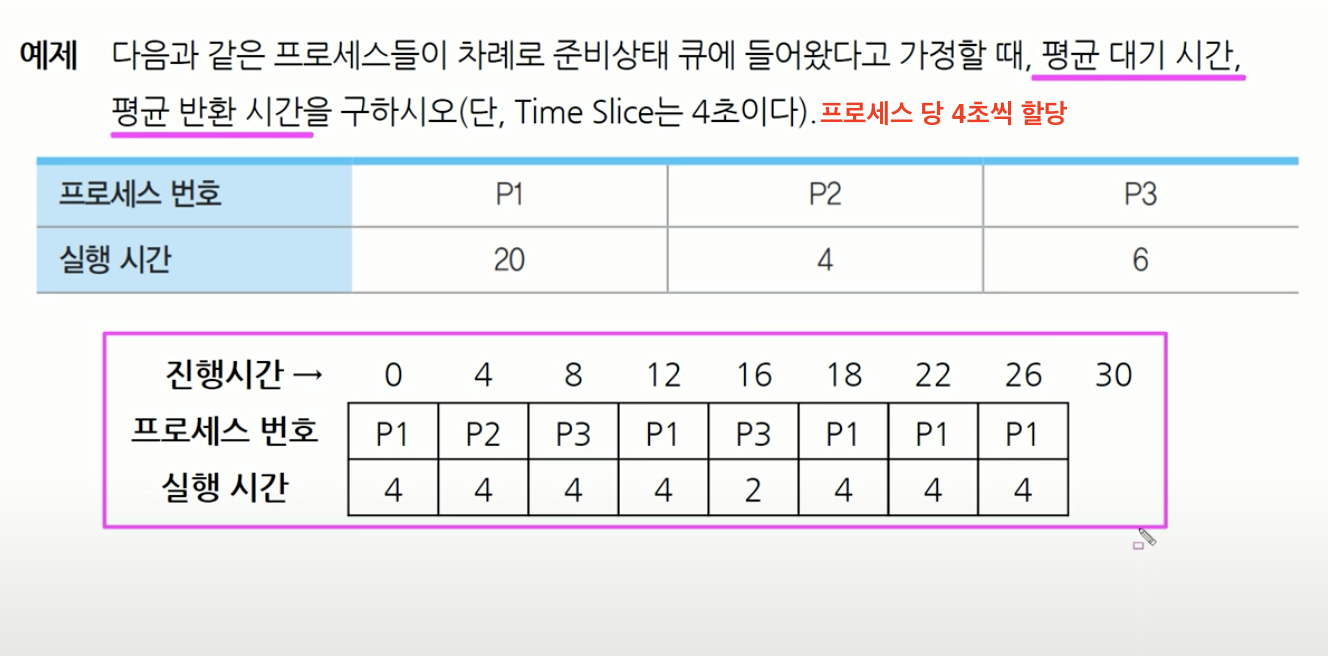 예제 다음과 같은 프로세스들이 차례로 준비상태 큐에 들어왔다고 가정할 때, 평균 대기 시간,
평균 반환 시간을 구하시오(단, Time Slice는 4초이다). 프로세스 당 4초씩 할당
프로세스 번호 P1 P2 P3
실행 시간 20 4 6
진행시간 → 0 4 8 12 16 18 22 26 30
프로세스 번호 P1 P2 P3 P1 P3 P1 P1 P1
실행 시간 4 4 4 4 2 4 4 4